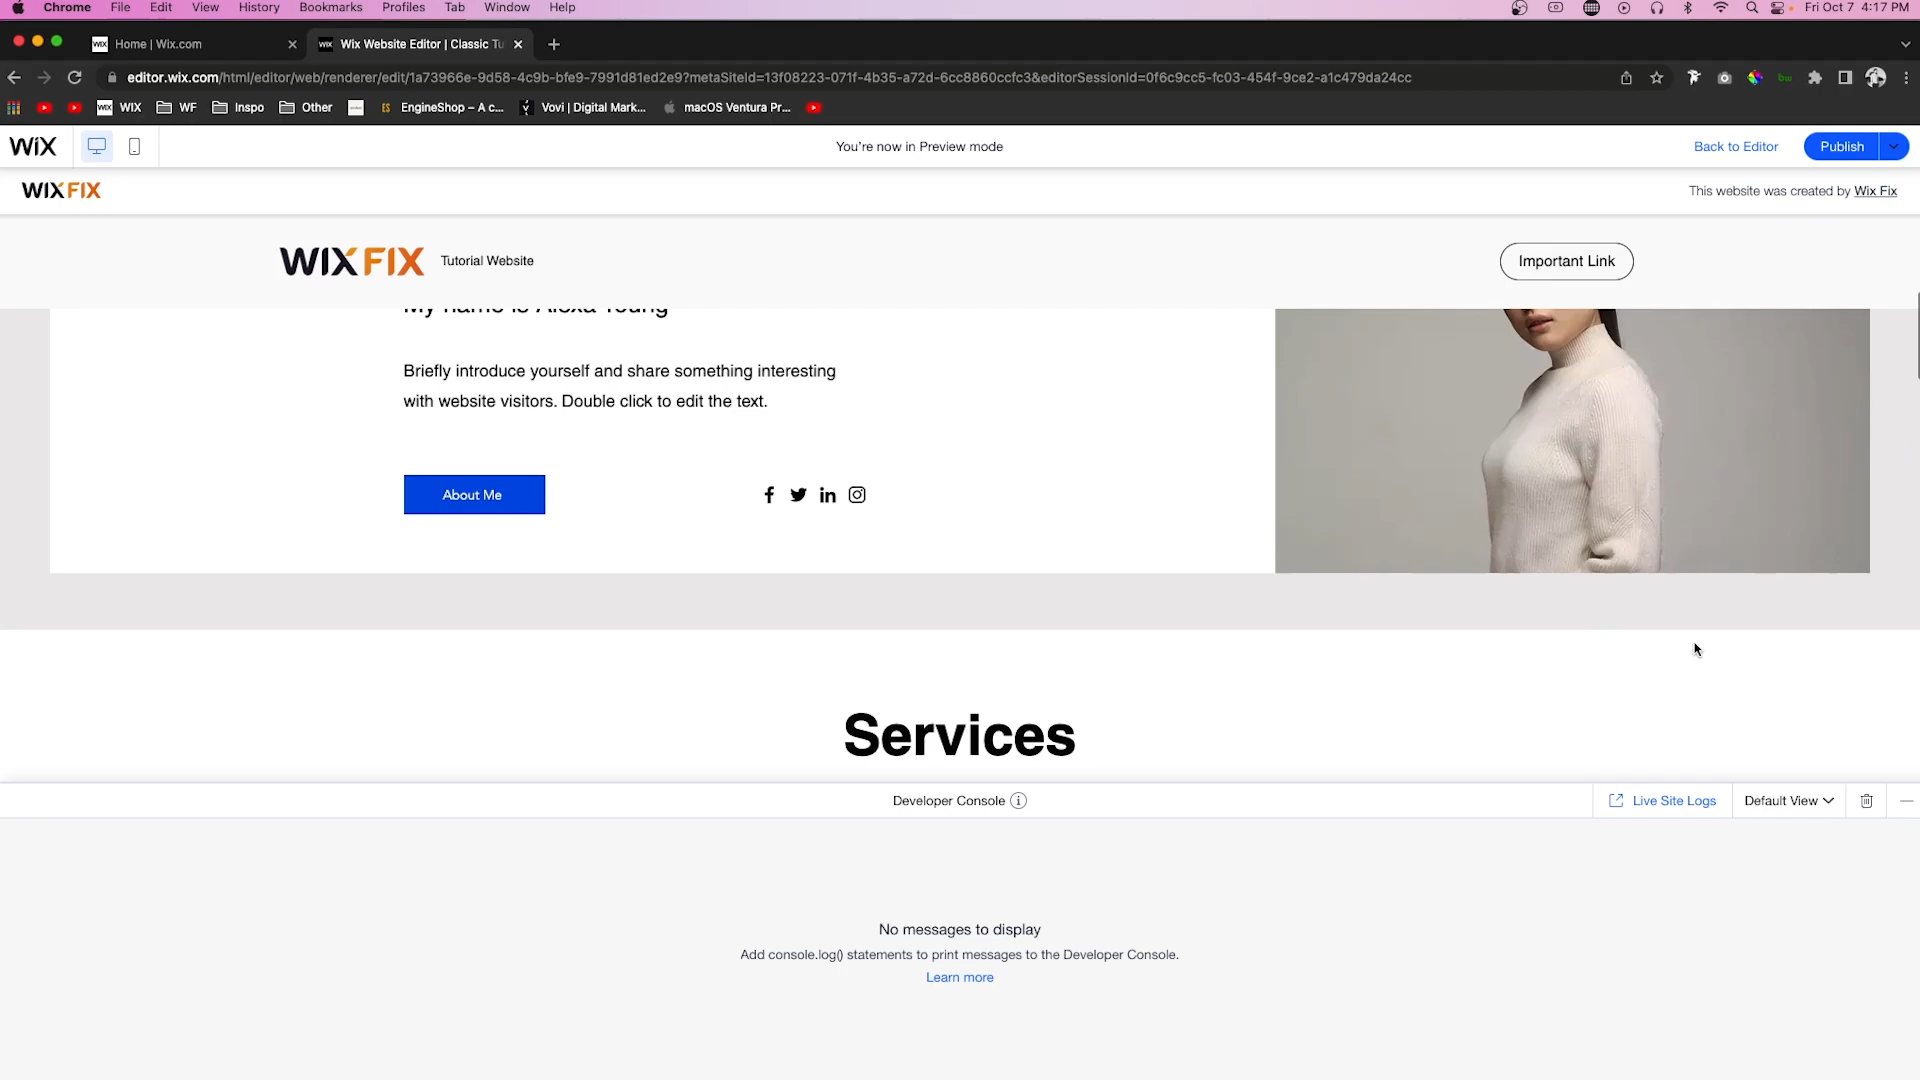 Chrome File Edit View History Bookmarks Profiles Tab Window Help Fri Oct 7 4:17 PM
WIX Home | Wix.com WIX Wix Website Editor | Classic Tu
editor.wix.com/html/editor/web/renderer/edit/1a73966e-9d58-4c9b-bfe9-7991d81ed2e9?metaSiteId=13f08223-071f-4b35-a72d-6cc8860ccfc3&editorSessionId=0f6c9cc5-fc03-454f-9ce2-a1c479da24cc
WIX WIX WF Inspo Other ES EngineShop – A c... Vovi | Digital Mark... macOS Ventura Pr...
WiX You're now in Preview mode Back to Editor Publish
WIXFIX This website was created by Wix Fix
WIXFIX Tutorial Website Important Link
My name is Alexa Young
Briefly introduce yourself and share something interesting
with website visitors. Double click to edit the text.
About Me
Services
Developer Console Live Site Logs Default View
No messages to display
Add console.log() statements to print messages to the Developer Console.
Learn more